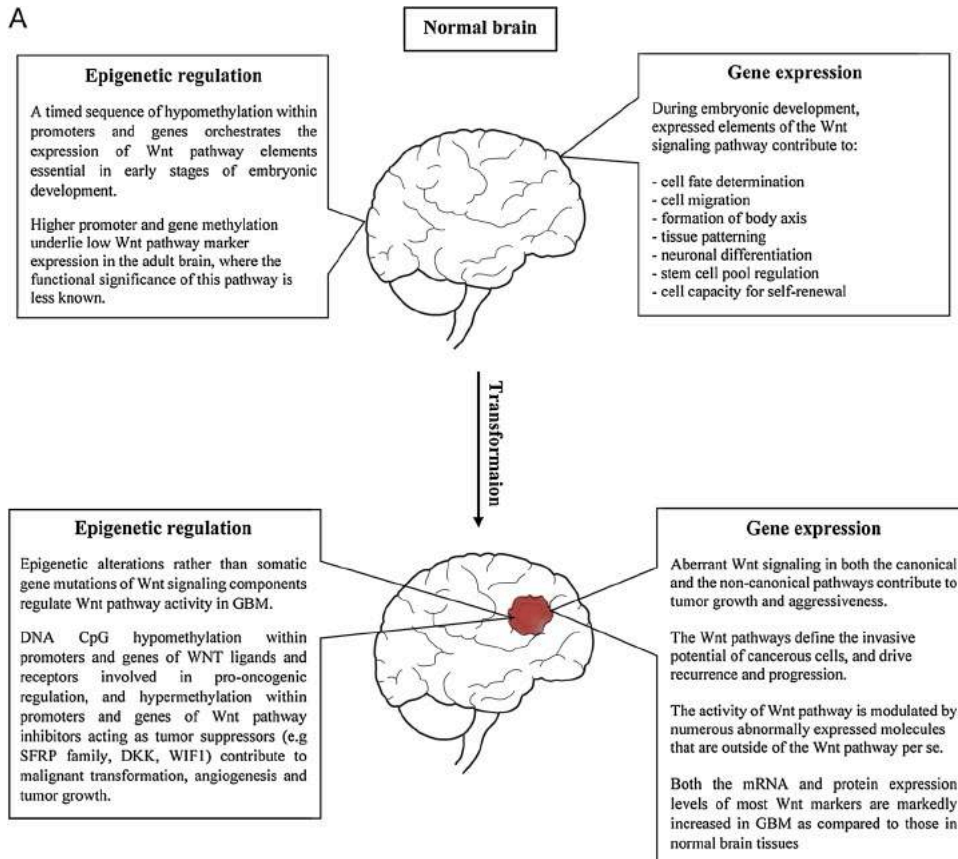 A
Normal brain
Epigenetic regulation
A timed sequence of hypomethylation within
promoters and genes orchestrates the
expression of Wnt pathway elements
essential in early stages of embryonic
development.
Higher promoter and gene methylation
underlie low Wnt pathway marker
expression in the adult brain, where the
functional significance of this pathway is
less known.
Gene expression
During embryonic development,
expressed elements of the Wnt
signaling pathway contribute to:
- cell fate determination
- cell migration
- formation of body axis
- tissue patterning
- neuronal differentiation
- stem cell pool regulation
- cell capacity for self-renewal
Transformaion
Epigenetic regulation
Epigenetic alterations rather than somatic
gene mutations of Wnt signaling components
regulate Wnt pathway activity in GBM.
DNA CpG hypomethylation within
promoters and genes of WNT ligands and
receptors involved in pro-oncogenic
regulation, and hypermethylation within
promoters and genes of Wnt pathway
inhibitors acting as tumor suppressors (e.g
SFRP family, DKK, WIF1) contribute to
malignant transformation, angiogenesis and
tumor growth.
Gene expression
Aberrant Wnt signaling in both the canonical
and the non-canonical pathways contribute to
tumor growth and aggressiveness.
The Wnt pathways define the invasive
potential of cancerous cells, and drive
recurrence and progression.
The activity of Wnt pathway is modulated by
numerous abnormally expressed molecules
that are outside of the Wnt pathway per se.
Both the mRNA and protein expression
levels of most Wnt markers are markedly
increased in GBM as compared to those in
normal brain tissues